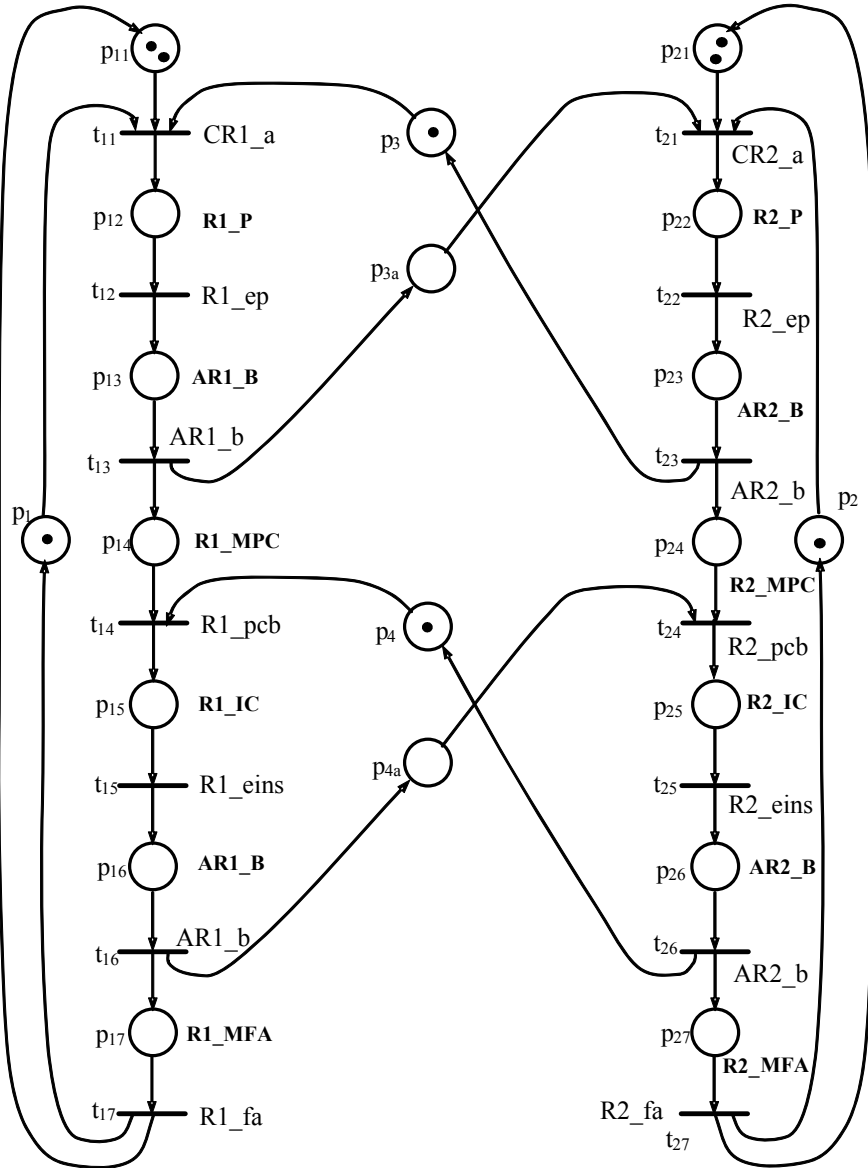 p11
p21
t11 CR1_a
p3
t21
CR2_a
p12 R1_P
p22 R2_P
p3a
t12 R1_ep
t22
R2_ep
p13 AR1_B
p23
AR2_B
AR1_b
t13
t23
AR2_b
p1
p2
p14 R1_MPC
p24
R2_MPC
t14 R1_pcb
p4
t24
R2_pcb
p15 R1_IC
p25 R2_IC
p4a
t15 R1_eins
t25
R2_eins
p16 AR1_B
p26 AR2_B
AR1_b
t16
t26
AR2_b
p17 R1_MFA
p27
R2_MFA
t17 R1_fa
R2_fa
t27